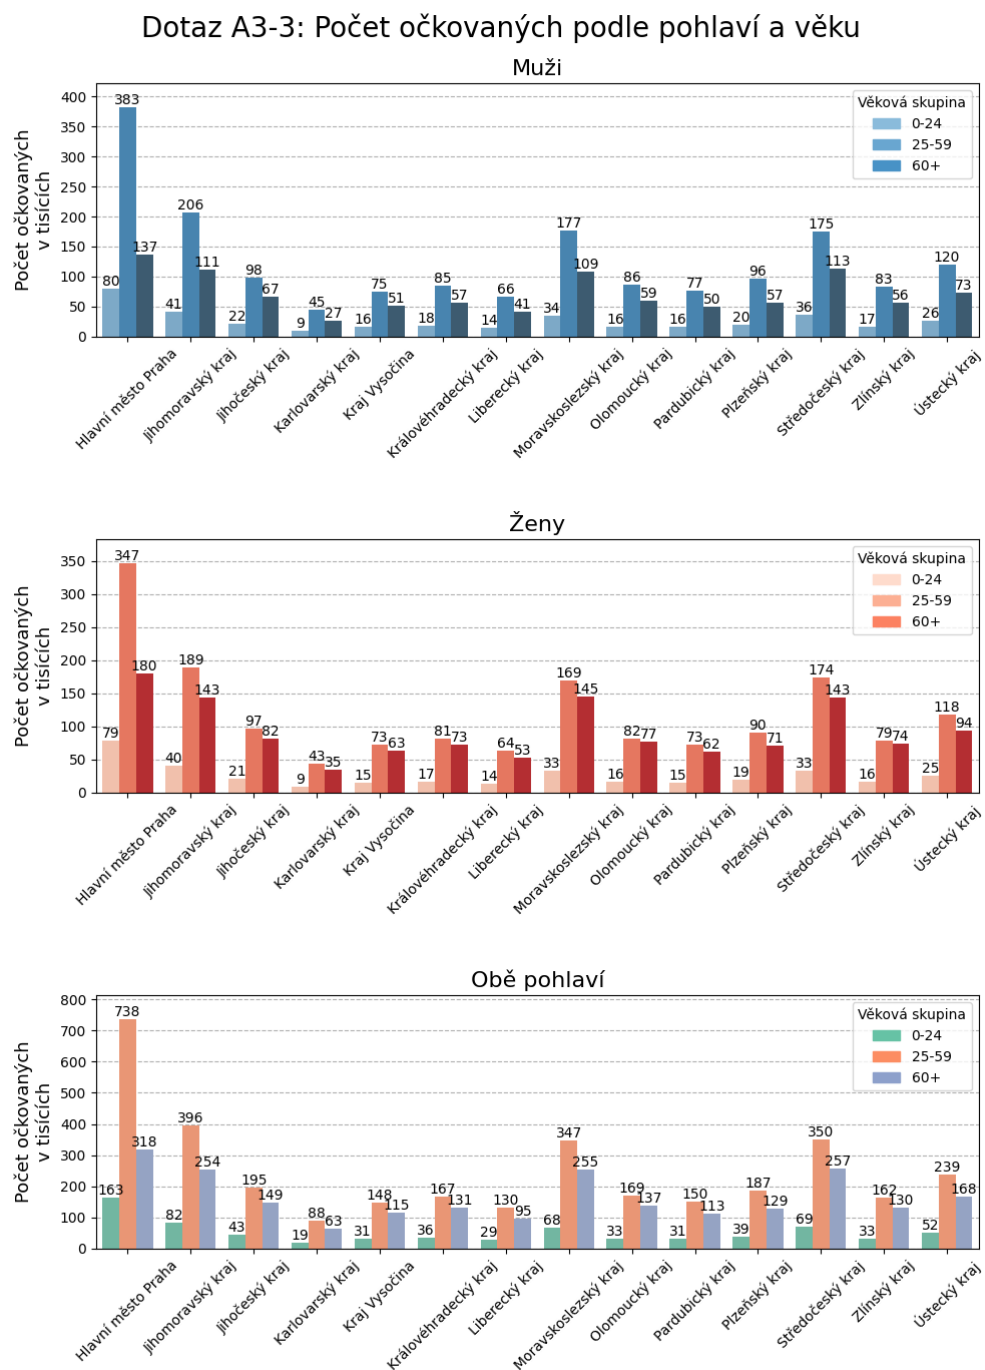 Dotaz A3-3: Počet očkovaných podle pohlaví a věku
Muži
Počet očkovaných
v tisících
400
350
300
250
200
150
100
50
0
383
80
137
206
41
111
98
22
67
45
9
27
75
16
51
85
18
57
66
14
41
177
34
109
86
16
59
77
16
50
96
20
57
175
36
113
83
17
56
120
26
73
Věková skupina
0-24
25-59
60+
Hlavní město Praha
Jihomoravský kraj
Jihočeský kraj
Karlovarský kraj
Kraj Vysočina
Královéhradecký kraj
Liberecký kraj
Moravskoslezský kraj
Olomoucký kraj
Pardubický kraj
Plzeňský kraj
Středočeský kraj
Zlínský kraj
Ústecký kraj
Ženy
Počet očkovaných
v tisících
350
300
250
200
150
100
50
0
347
79
180
189
40
143
97
21
82
43
9
35
73
15
63
81
17
73
64
14
53
169
33
145
82
16
77
73
15
62
90
19
71
174
33
143
79
16
74
118
25
94
Věková skupina
0-24
25-59
60+
Hlavní město Praha
Jihomoravský kraj
Jihočeský kraj
Karlovarský kraj
Kraj Vysočina
Královéhradecký kraj
Liberecký kraj
Moravskoslezský kraj
Olomoucký kraj
Pardubický kraj
Plzeňský kraj
Středočeský kraj
Zlínský kraj
Ústecký kraj
Obě pohlaví
Počet očkovaných
v tisících
800
700
600
500
400
300
200
100
0
738
163
318
396
82
254
195
43
149
88
19
63
148
31
115
167
36
131
130
29
95
347
68
255
169
33
137
150
31
113
187
39
129
350
69
257
162
33
130
239
52
168
Věková skupina
0-24
25-59
60+
Hlavní město Praha
Jihomoravský kraj
Jihočeský kraj
Karlovarský kraj
Kraj Vysočina
Královéhradecký kraj
Liberecký kraj
Moravskoslezský kraj
Olomoucký kraj
Pardubický kraj
Plzeňský kraj
Středočeský kraj
Zlínský kraj
Ústecký kraj